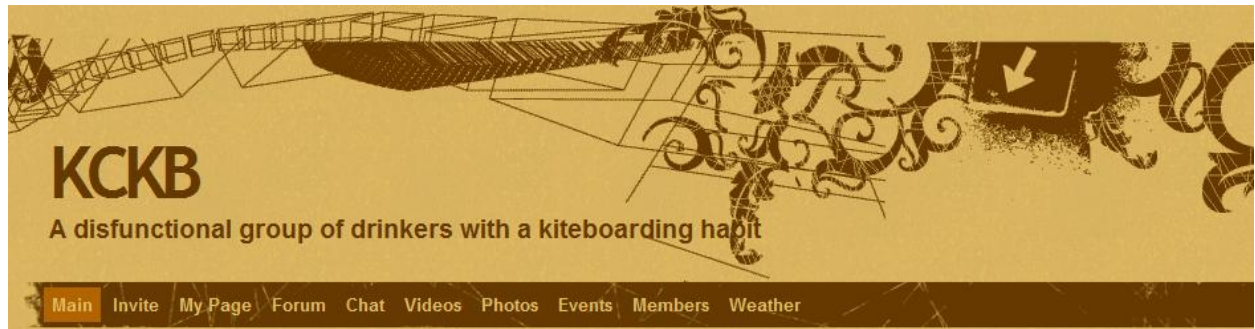 KCKB
A disfunctional group of drinkers with a kiteboarding habit
Main Invite My Page Forum Chat Videos Photos Events Members Weather